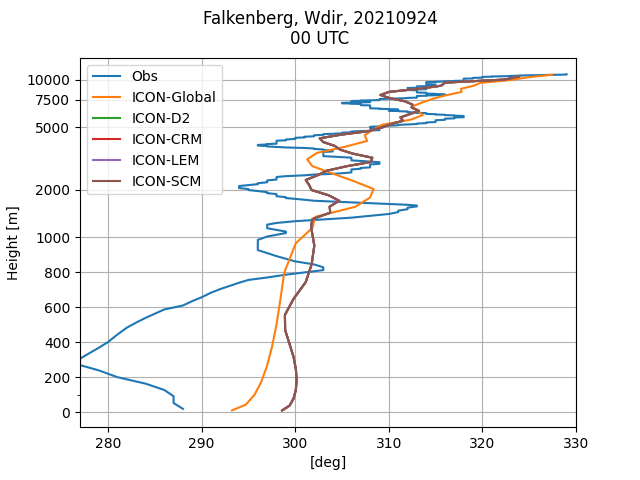 Falkenberg, Wdir, 20210924
00 UTC
Obs
ICON-Global
ICON-D2
ICON-CRM
ICON-LEM
ICON-SCM
Height [m]
10000
7500
5000
2000
1000
800
600
400
200
0
280 290 300 310 320 330
[deg]